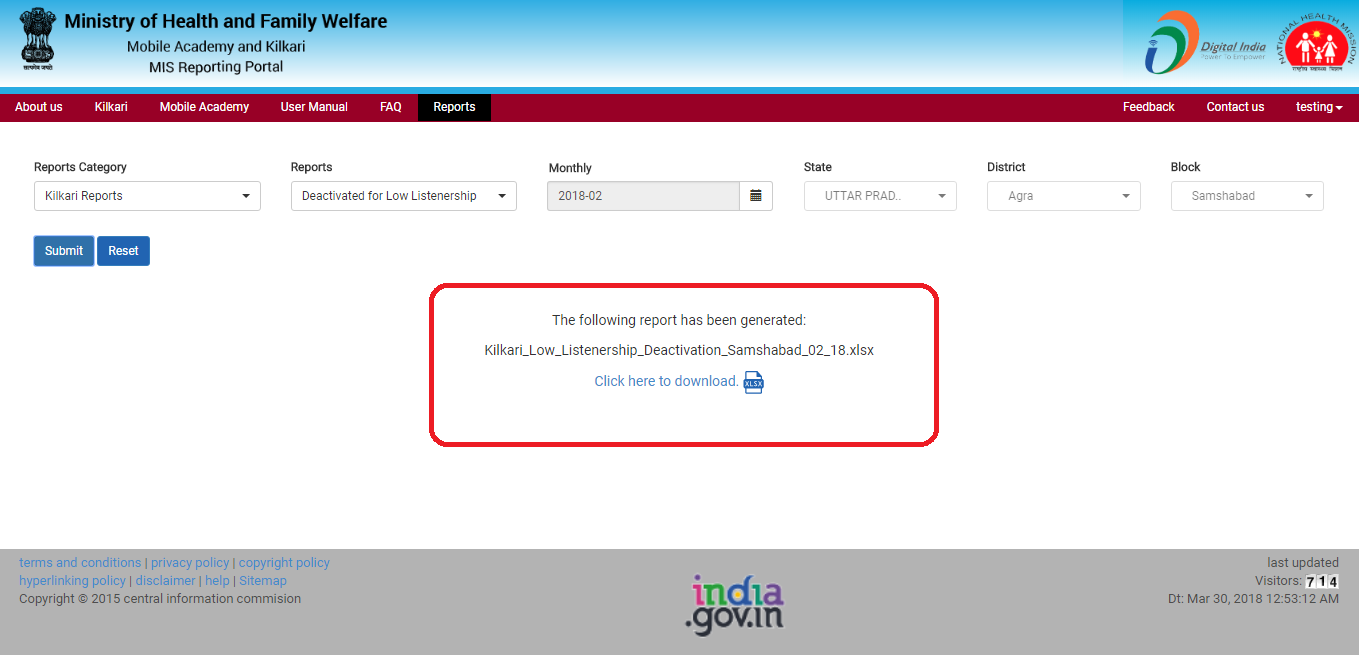 Ministry of Health and Family Welfare
Mobile Academy and Kilkari
MIS Reporting Portal
सत्यमेव जयते
Digital India
Power To Empower
NATIONAL HEALTH MISSION
राष्ट्रीय स्वास्थ्य मिशन
About us Kilkari Mobile Academy User Manual FAQ Reports Feedback Contact us testing
Reports Category Reports Monthly State District Block
Kilkari Reports Deactivated for Low Listenership 2018-02 UTTAR PRAD.. Agra Samshabad
Submit Reset
The following report has been generated:
Kilkari_Low_Listenership_Deactivation_Samshabad_02_18.xlsx
Click here to download. XLSX
terms and conditions | privacy policy | copyright policy
hyperlinking policy | disclaimer | help | Sitemap
Copyright © 2015 central information commision
india
.gov.in
last updated
Visitors: 714
Dt: Mar 30, 2018 12:53:12 AM